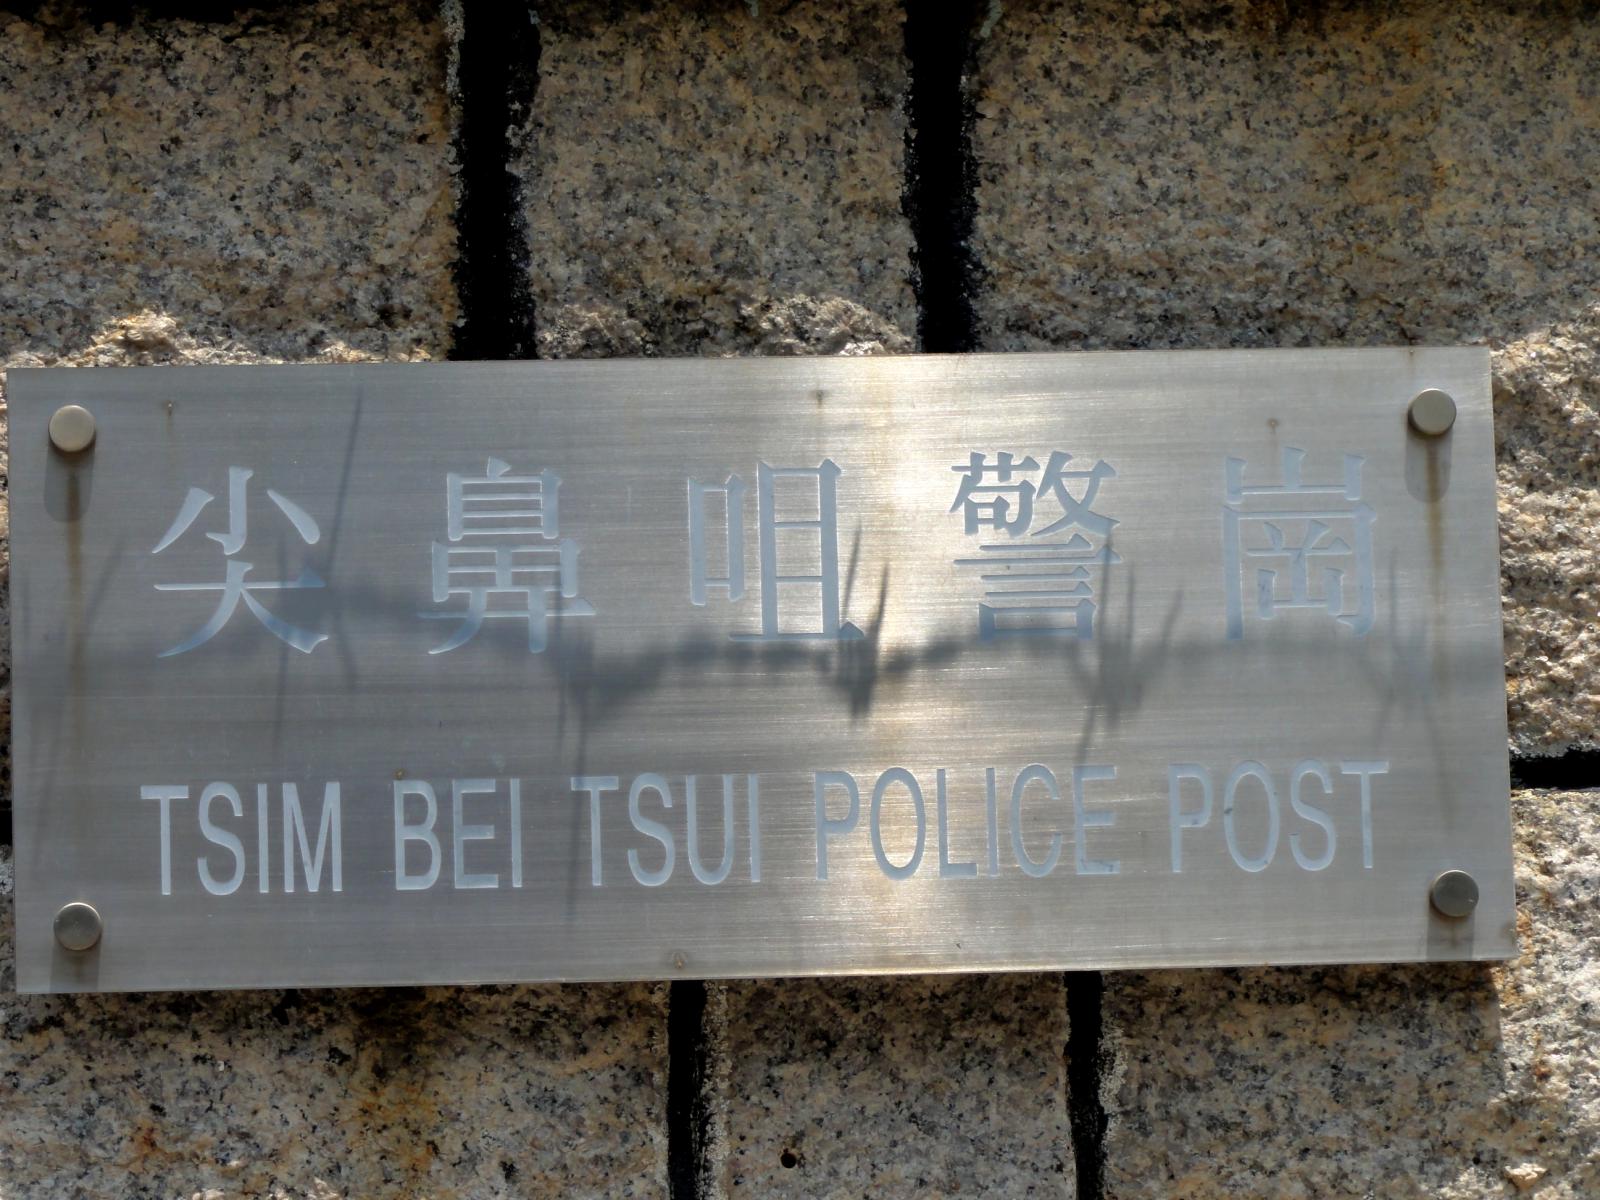 尖鼻咀警崗
TSIM BEI TSUI POLICE POST